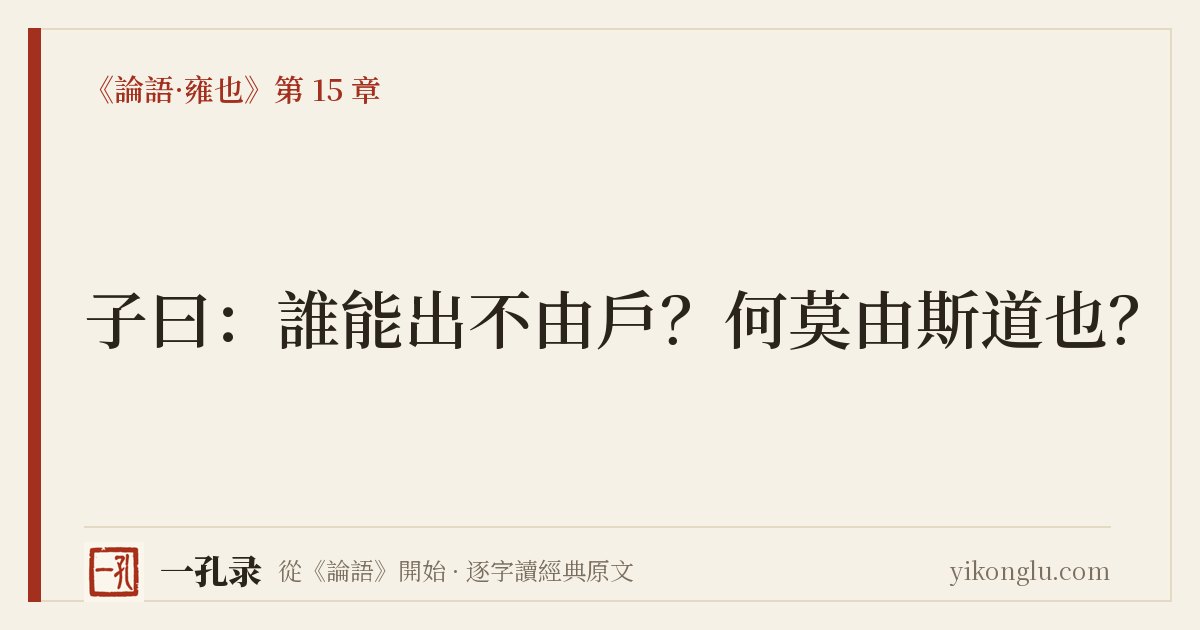 《論語·雍也》第 15 章
子曰：誰能出不由戶？何莫由斯道也？
一孔
一孔录 從《論語》開始 · 逐字讀經典原文 yikonglu.com